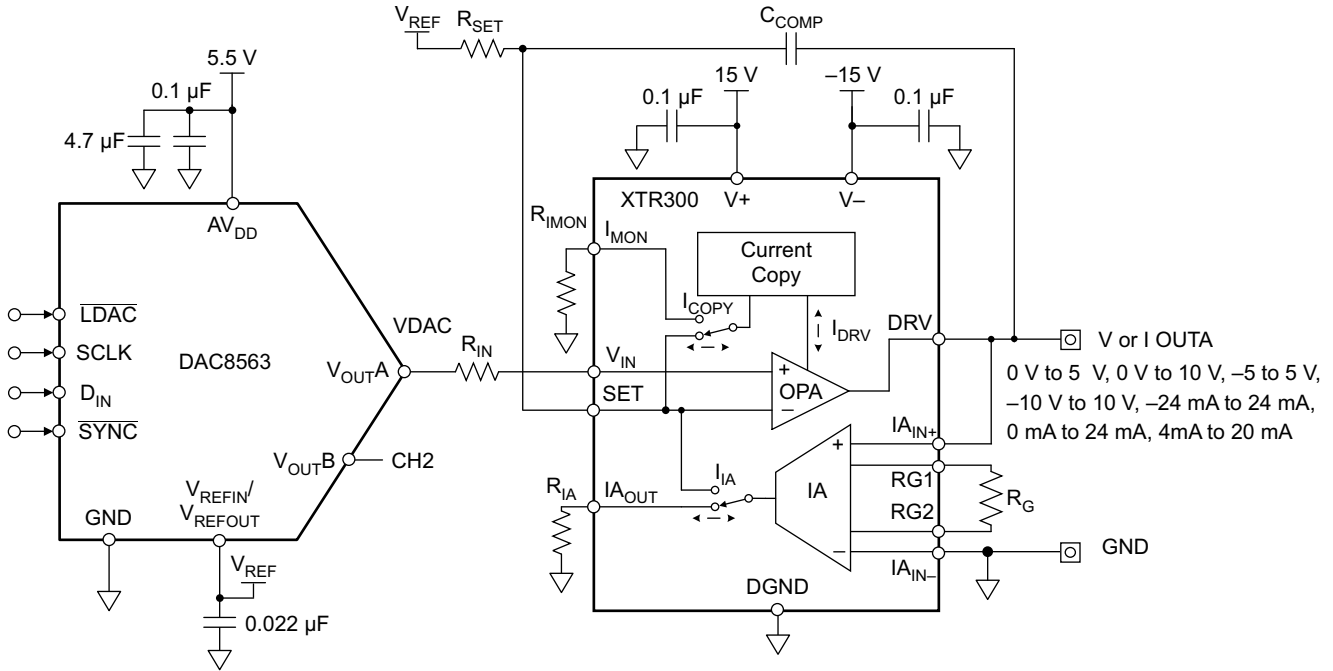 V_REF
R_SET
C_COMP
5.5 V
15 V
–15 V
0.1 µF
0.1 µF
0.1 µF
4.7 µF
XTR300
V+
V–
AV_DD
R_IMON
I_MON
Current
Copy
I_COPY
I_DRV
DRV
LDAC
SCLK
D_IN
SYNC
DAC8563
VDAC
V_OUTA
R_IN
V_IN
SET
+
–
OPA
V or I OUTA
0 V to 5 V, 0 V to 10 V, –5 to 5 V,
–10 V to 10 V, –24 mA to 24 mA,
0 mA to 24 mA, 4mA to 20 mA
V_OUTB
CH2
I_IA
R_IA
IA_OUT
+
IA
–
IA_IN+
RG1
RG2
R_G
IA_IN–
GND
GND
V_REFIN/
V_REFOUT
V_REF
0.022 µF
DGND